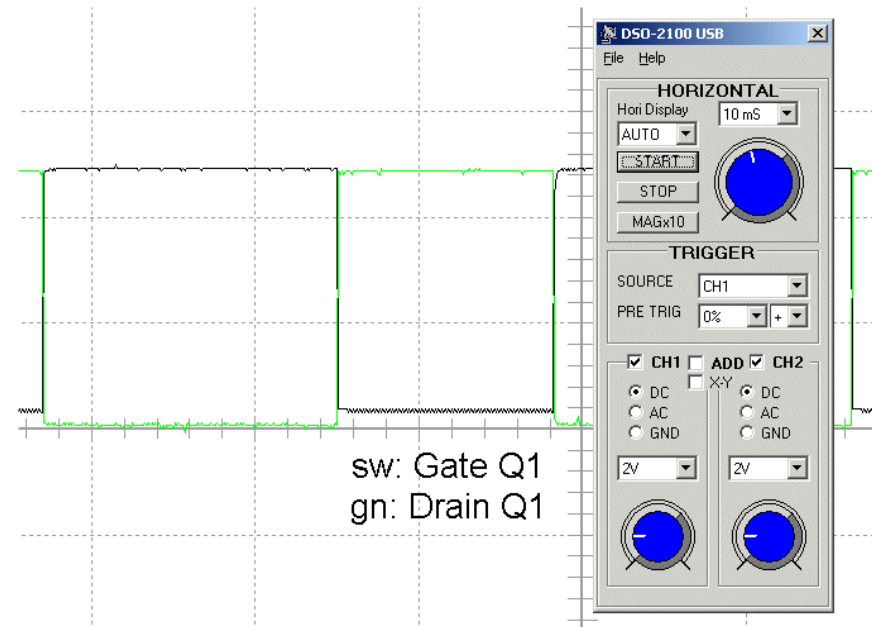 DSO-2100 USB
File Help
HORIZONTAL
Hori Display
10 mS
AUTO
START
STOP
MAGx10
TRIGGER
SOURCE CH1
PRE TRIG 0% +
CH1 ADD CH2
X-Y
DC DC
AC AC
GND GND
2V 2V
sw: Gate Q1
gn: Drain Q1